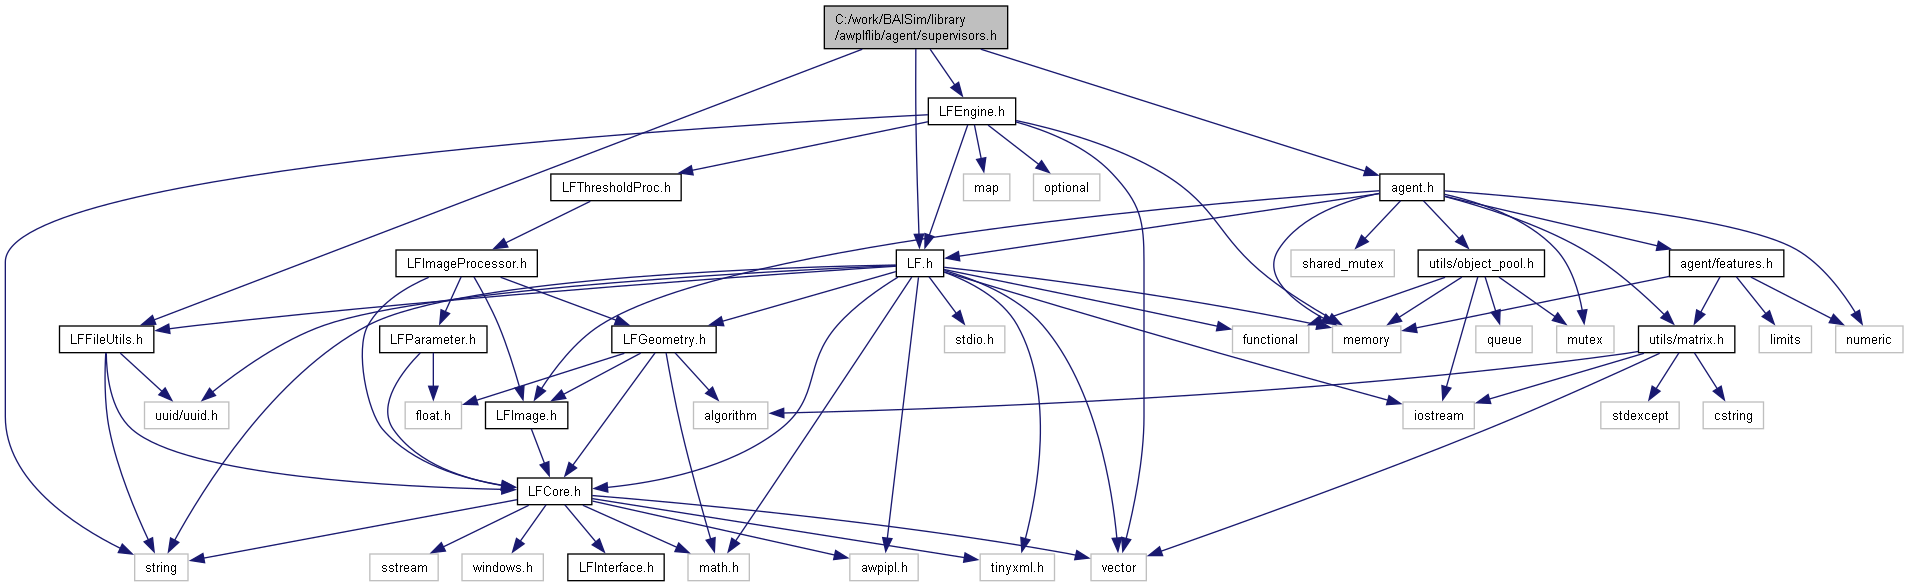 C:/work/BAISim/library
/awplflib/agent/supervisors.h
LFEngine.h
LFThresholdProc.h
map
optional
agent.h
LFImageProcessor.h
LF.h
shared_mutex
utils/object_pool.h
agent/features.h
LFFileUtils.h
LFParameter.h
LFGeometry.h
stdio.h
functional
memory
queue
mutex
utils/matrix.h
limits
numeric
uuid/uuid.h
float.h
LFImage.h
algorithm
iostream
stdexcept
cstring
LFCore.h
string
sstream
windows.h
LFInterface.h
math.h
awpipl.h
tinyxml.h
vector